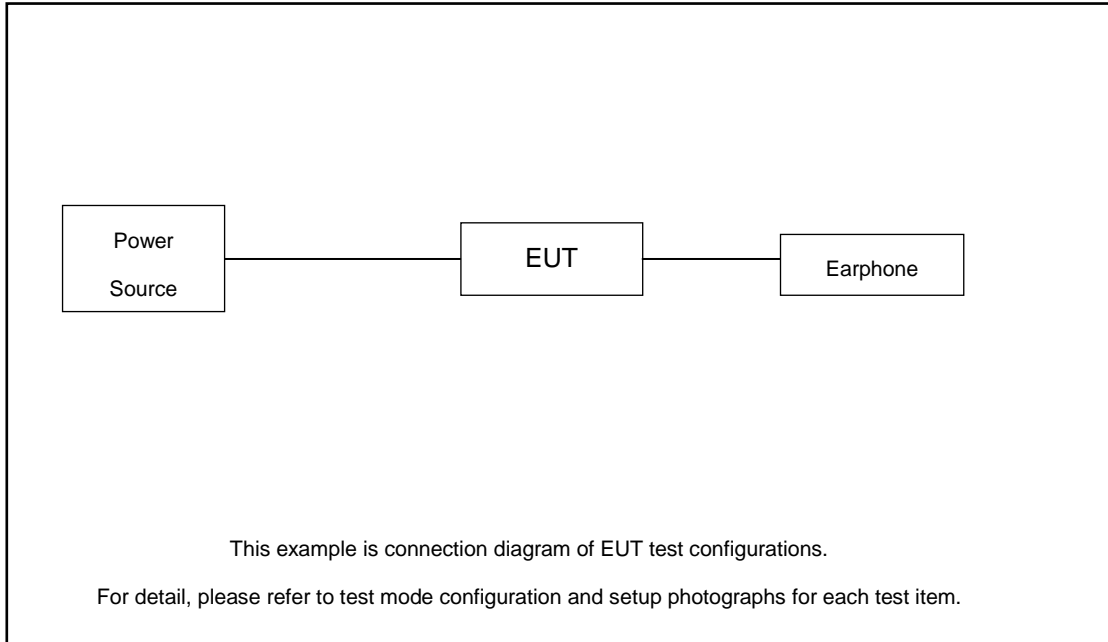 Power
Source
EUT
Earphone
This example is connection diagram of EUT test configurations.
For detail, please refer to test mode configuration and setup photographs for each test item.